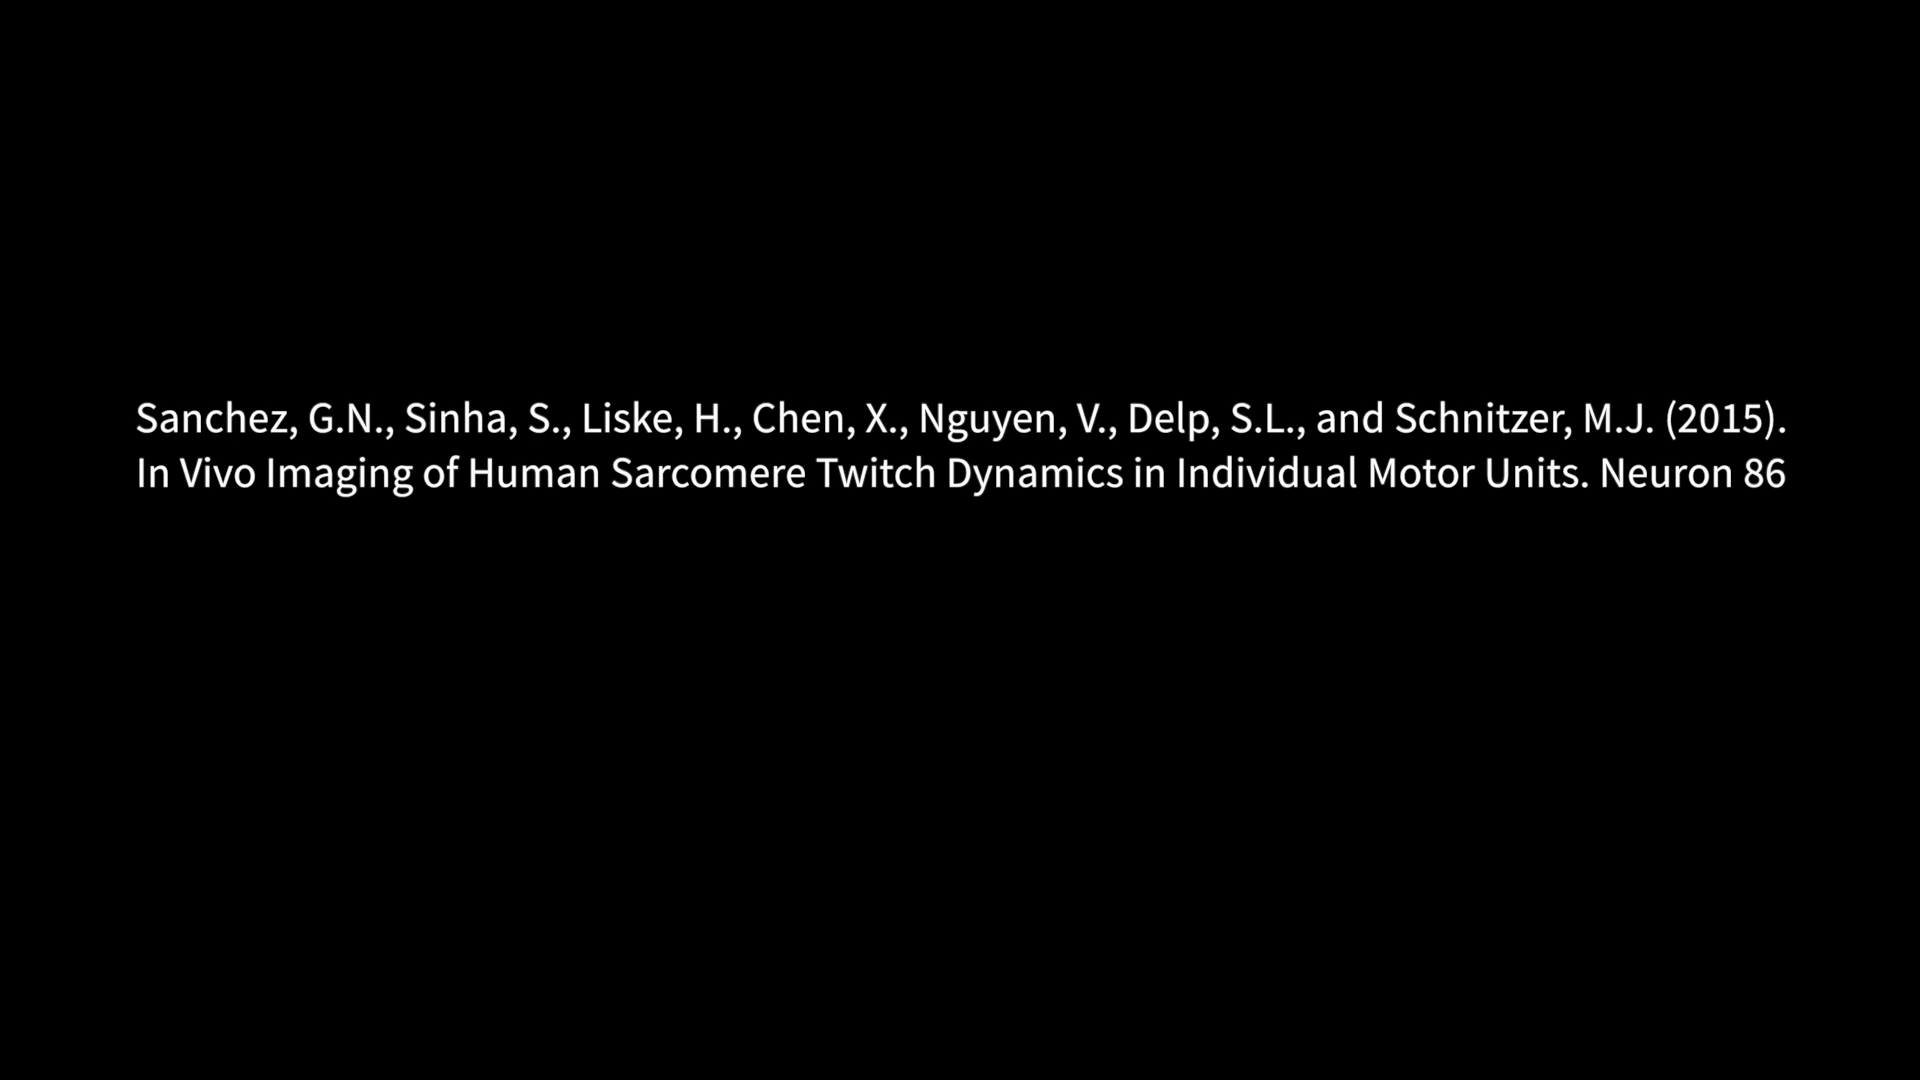 Sanchez, G.N., Sinha, S., Liske, H., Chen, X., Nguyen, V., Delp, S.L., and Schnitzer, M.J. (2015).
In Vivo Imaging of Human Sarcomere Twitch Dynamics in Individual Motor Units. Neuron 86